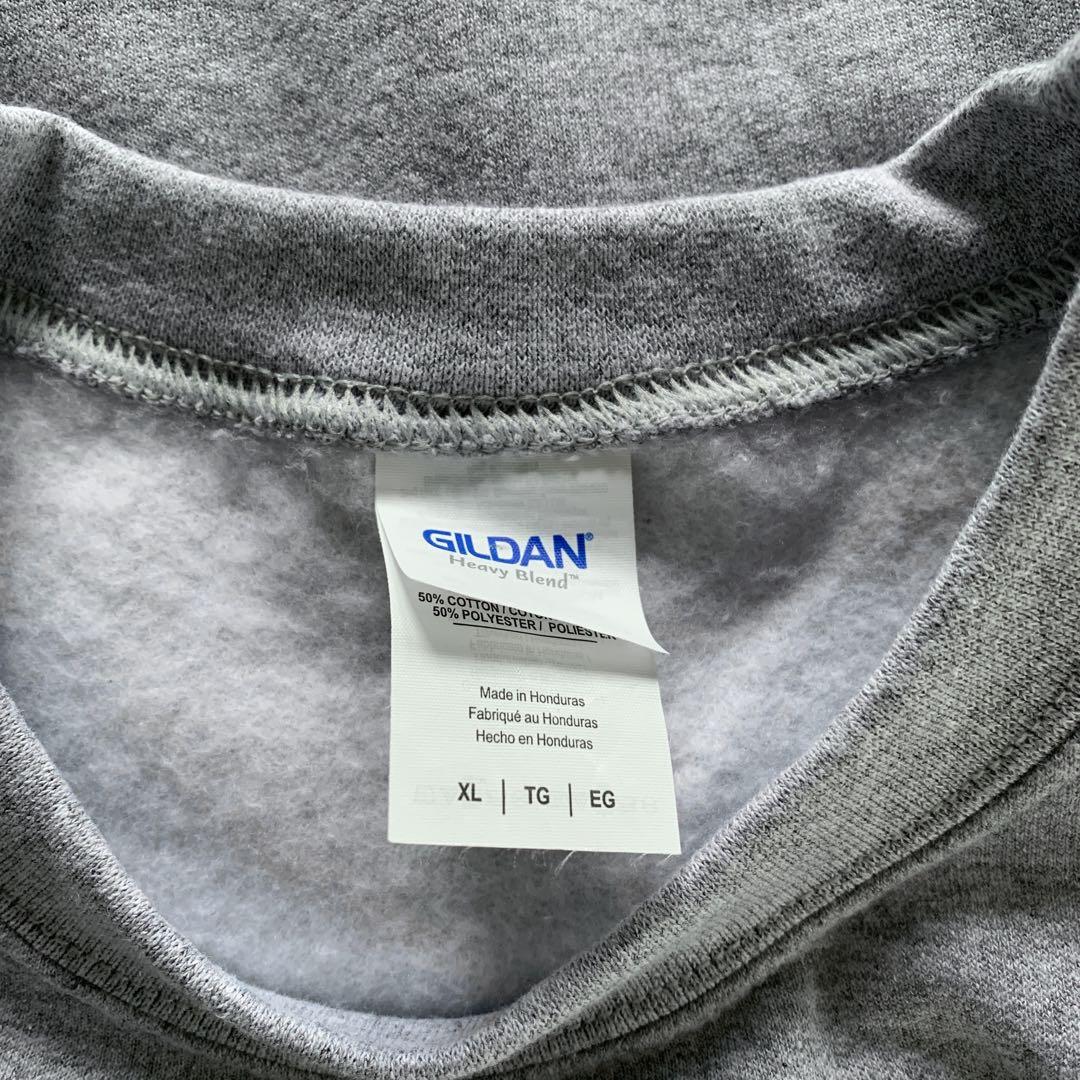 GILDAN®
Heavy Blend™
50% COTTON /
50% POLYESTER / POLIESTER
Made in Honduras
Fabriqué au Honduras
Hecho en Honduras
XL | TG | EG